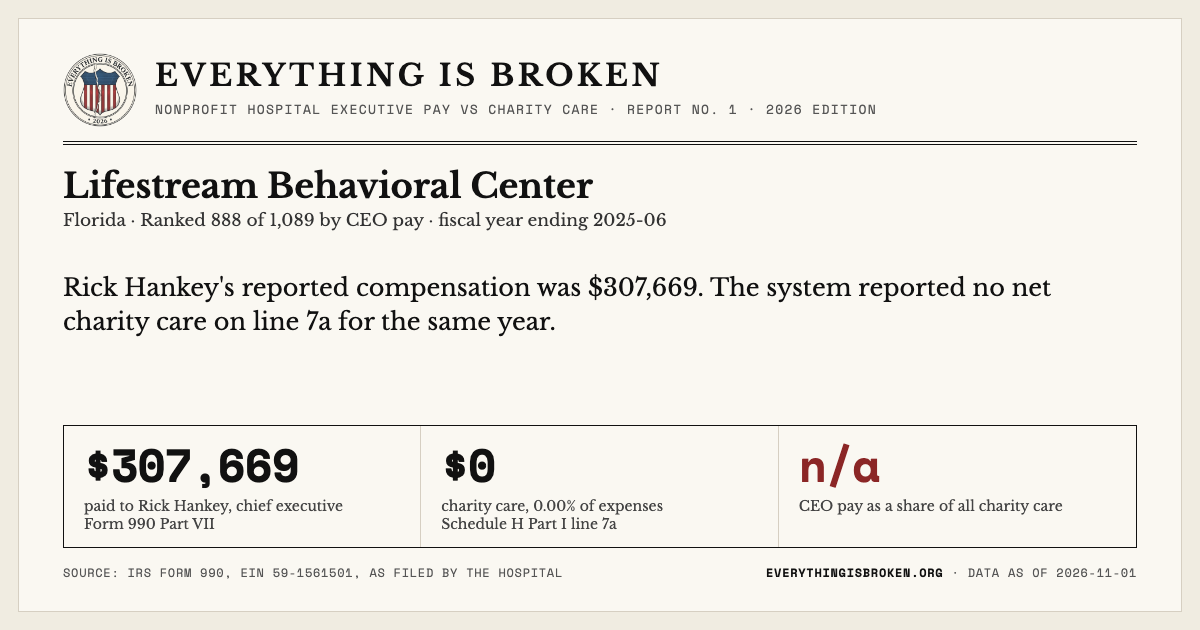 EVERYTHING IS BROKEN
• 2026 •
EVERYTHING IS BROKEN
NONPROFIT HOSPITAL EXECUTIVE PAY VS CHARITY CARE · REPORT NO. 1 · 2026 EDITION
Lifestream Behavioral Center
Florida · Ranked 888 of 1,089 by CEO pay · fiscal year ending 2025-06
Rick Hankey's reported compensation was $307,669. The system reported no net
charity care on line 7a for the same year.
$307,669
paid to Rick Hankey, chief executive
Form 990 Part VII
$0
charity care, 0.00% of expenses
Schedule H Part I line 7a
n/a
CEO pay as a share of all charity care
SOURCE: IRS FORM 990, EIN 59-1561501, AS FILED BY THE HOSPITAL
EVERYTHINGISBROKEN.ORG · DATA AS OF 2026-11-01